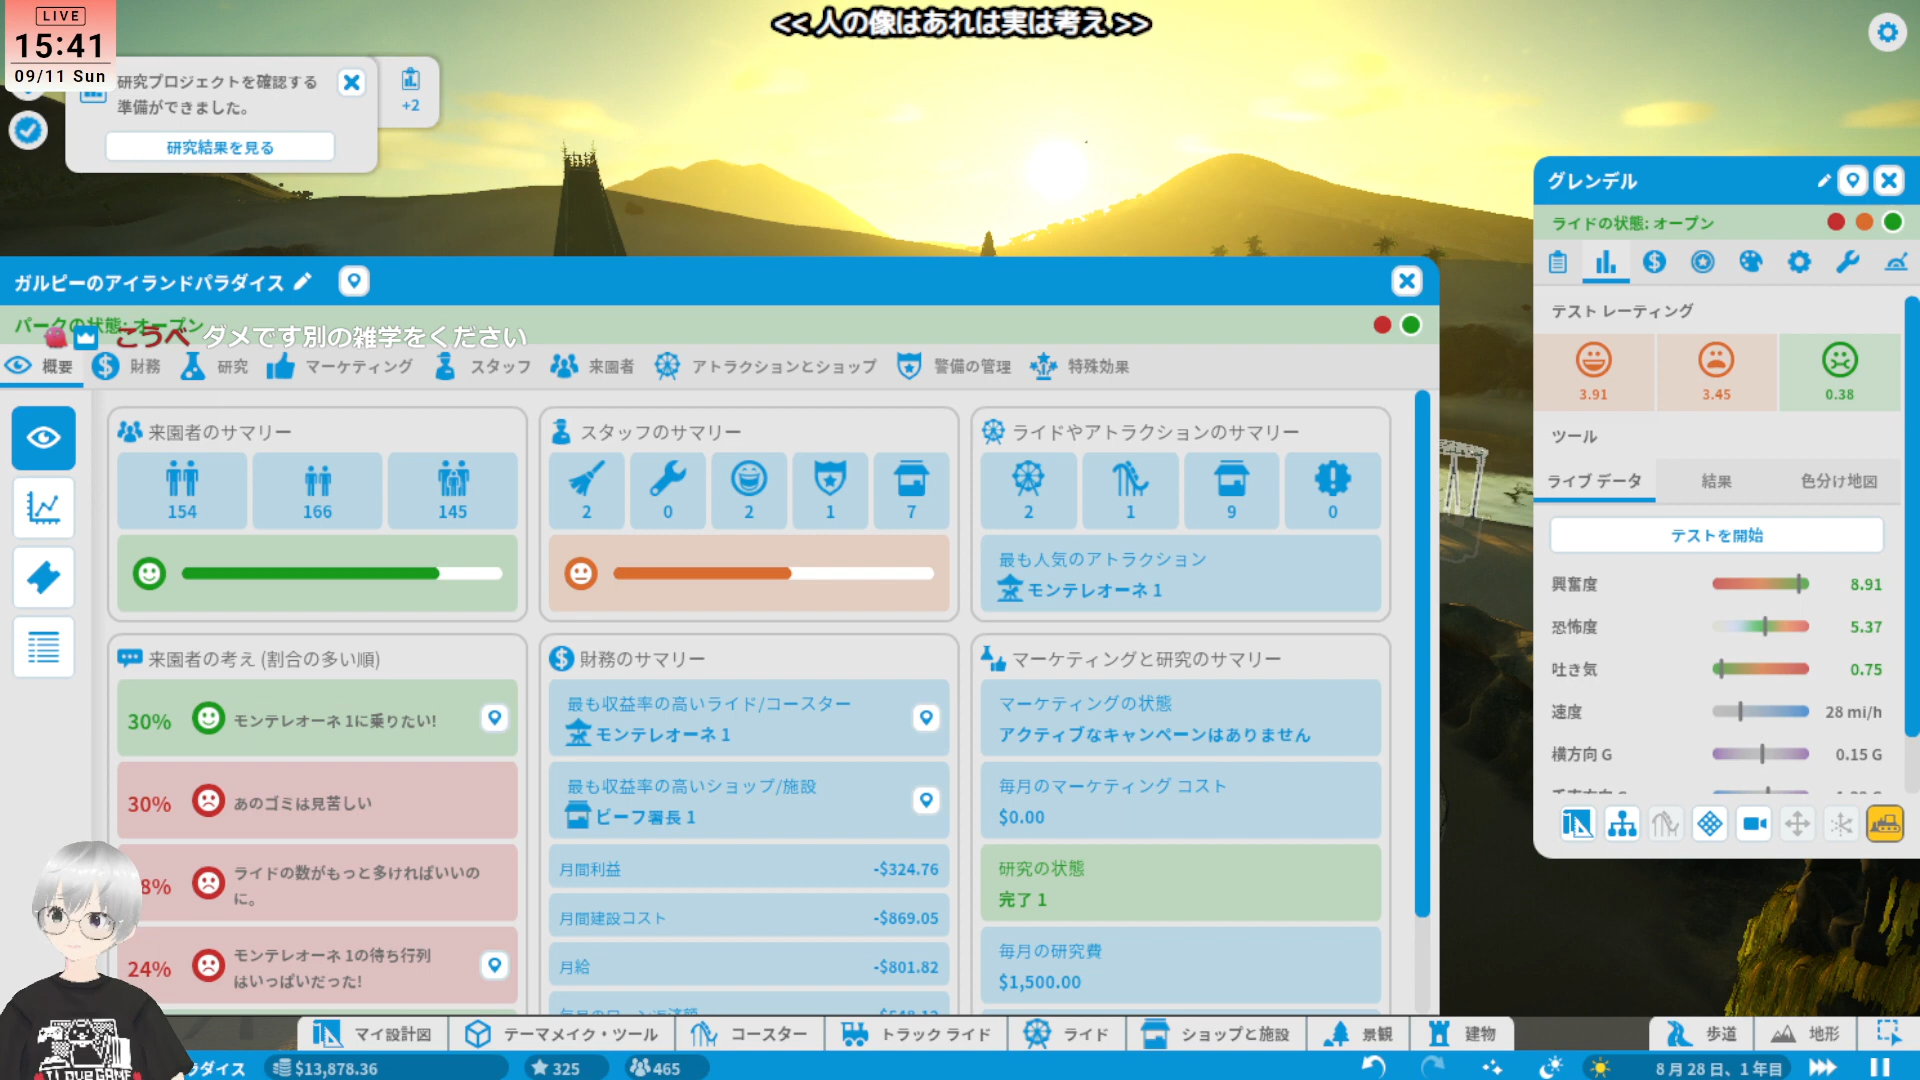 LIVE
15:41
09/11 Sun
<< 人の像はあれは実は考え >>
研究プロジェクトを確認する
準備ができました。
研究結果を見る
+2
ガルピーのアイランドパラダイス
パークの状態: オープン
こうべ ダメです別の雑学をください
概要
財務
研究
マーケティング
スタッフ
来園者
アトラクションとショップ
警備の管理
特殊効果
来園者のサマリー
154
166
145
スタッフのサマリー
2
0
2
1
7
ライドやアトラクションのサマリー
2
1
9
0
最も人気のアトラクション
モンテレオーネ 1
来園者の考え (割合の多い順)
30%
モンテレオーネ 1に乗りたい!
30%
あのゴミは見苦しい
8%
ライドの数がもっと多ければいいの
に。
24%
モンテレオーネ 1の待ち行列
はいっぱいだった!
財務のサマリー
最も収益率の高いライド/コースター
モンテレオーネ 1
最も収益率の高いショップ/施設
ビーフ署長 1
月間利益
-$324.76
月間建設コスト
-$869.05
月給
-$801.82
マーケティングと研究のサマリー
マーケティングの状態
アクティブなキャンペーンはありません
毎月のマーケティング コスト
$0.00
研究の状態
完了 1
毎月の研究費
$1,500.00
グレンデル
ライドの状態: オープン
テスト レーティング
3.91
3.45
0.38
ツール
ライブ データ
結果
色分け地図
テストを開始
興奮度
8.91
恐怖度
5.37
吐き気
0.75
速度
28 mi/h
横方向 G
0.15 G
マイ設計図
テーマメイク・ツール
コースター
トラック ライド
ライド
ショップと施設
景観
建物
歩道
地形
ラダイス
$13,878.36
325
465
8 月 28 日、1 年目
I LOVE GAME